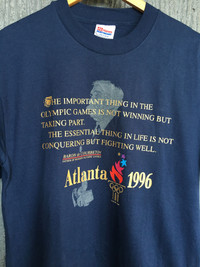 THE IMPORTANT THING IN THE
OLYMPIC GAMES IS NOT WINNING BUT
TAKING PART.
THE ESSENTIAL THING IN LIFE IS NOT
CONQUERING BUT FIGHTING WELL.
Atlanta 1996